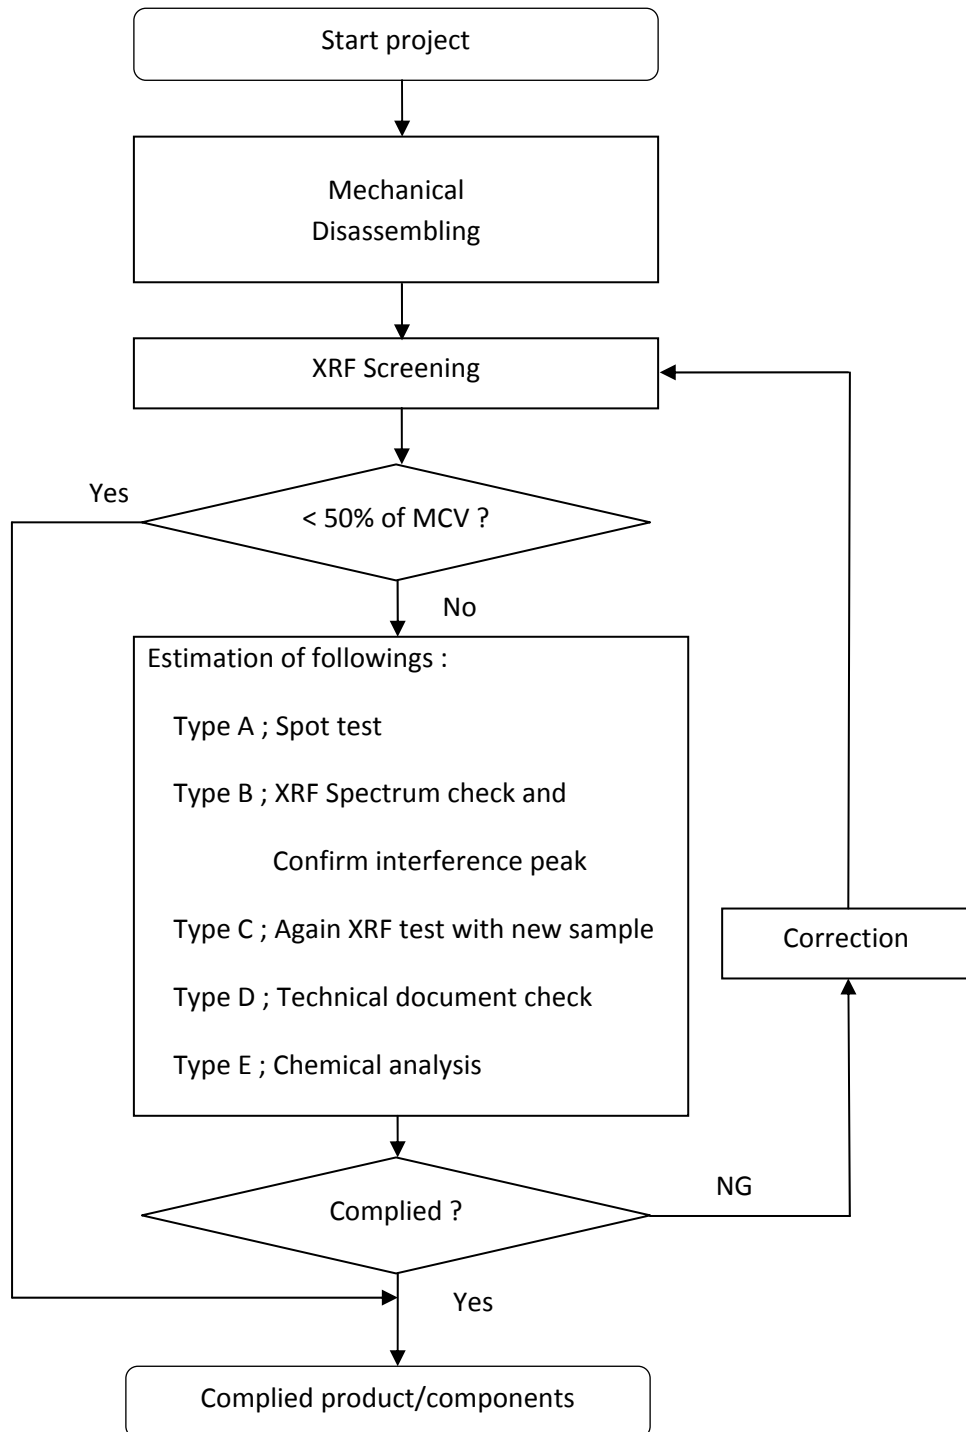 Start project
Mechanical
Disassembling
XRF Screening
Yes
< 50% of MCV ?
No
Estimation of followings :
Type A ; Spot test
Type B ; XRF Spectrum check and
Confirm interference peak
Type C ; Again XRF test with new sample
Type D ; Technical document check
Type E ; Chemical analysis
Correction
NG
Complied ?
Yes
Complied product/components